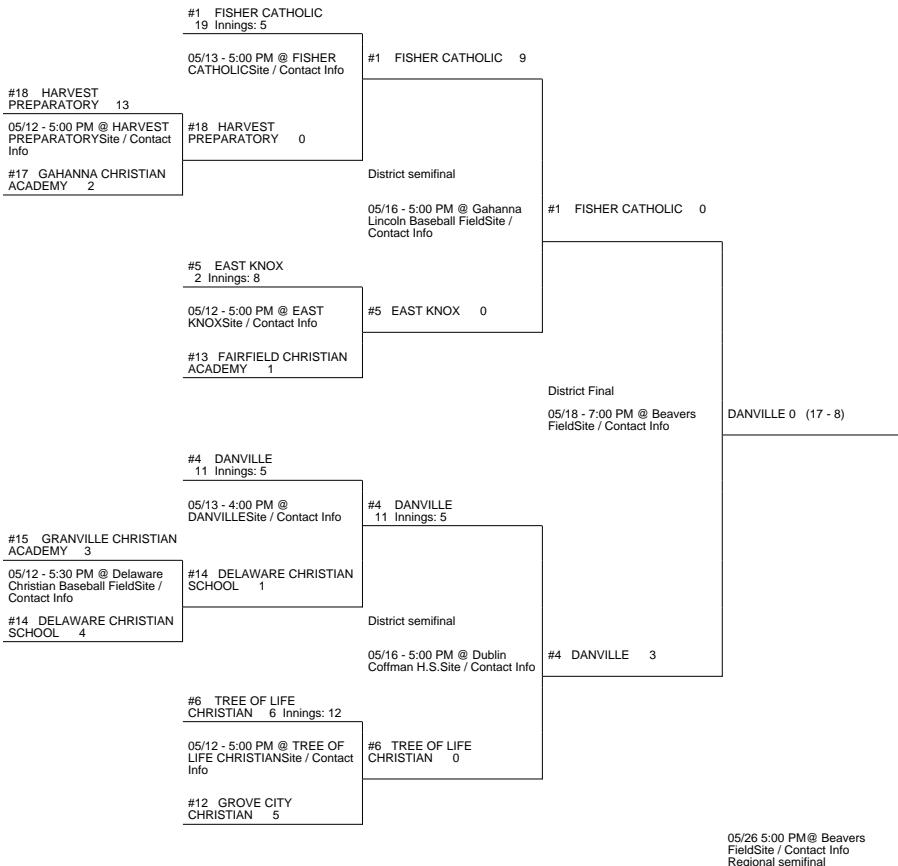 #1 FISHER CATHOLIC
19 Innings: 5
05/13 - 5:00 PM @ FISHER
CATHOLICSite / Contact Info
#1 FISHER CATHOLIC 9
#18 HARVEST
PREPARATORY 13
05/12 - 5:00 PM @ HARVEST
PREPARATORYSite / Contact
Info
#18 HARVEST
PREPARATORY 0
#17 GAHANNA CHRISTIAN
ACADEMY 2
District semifinal
05/16 - 5:00 PM @ Gahanna
Lincoln Baseball FieldSite /
Contact Info
#1 FISHER CATHOLIC 0
#5 EAST KNOX
2 Innings: 8
05/12 - 5:00 PM @ EAST
KNOXSite / Contact Info
#5 EAST KNOX 0
#13 FAIRFIELD CHRISTIAN
ACADEMY 1
District Final
05/18 - 7:00 PM @ Beavers
FieldSite / Contact Info
DANVILLE 0 (17 - 8)
#4 DANVILLE
11 Innings: 5
05/13 - 4:00 PM @
DANVILLESite / Contact Info
#4 DANVILLE
11 Innings: 5
#15 GRANVILLE CHRISTIAN
ACADEMY 3
05/12 - 5:30 PM @ Delaware
Christian Baseball FieldSite /
Contact Info
#14 DELAWARE CHRISTIAN
SCHOOL 1
#14 DELAWARE CHRISTIAN
SCHOOL 4
District semifinal
05/16 - 5:00 PM @ Dublin
Coffman H.S.Site / Contact Info
#4 DANVILLE 3
#6 TREE OF LIFE
CHRISTIAN 6 Innings: 12
05/12 - 5:00 PM @ TREE OF
LIFE CHRISTIANSite / Contact
Info
#6 TREE OF LIFE
CHRISTIAN 0
#12 GROVE CITY
CHRISTIAN 5
05/26 5:00 PM@ Beavers
FieldSite / Contact Info
Regional semifinal